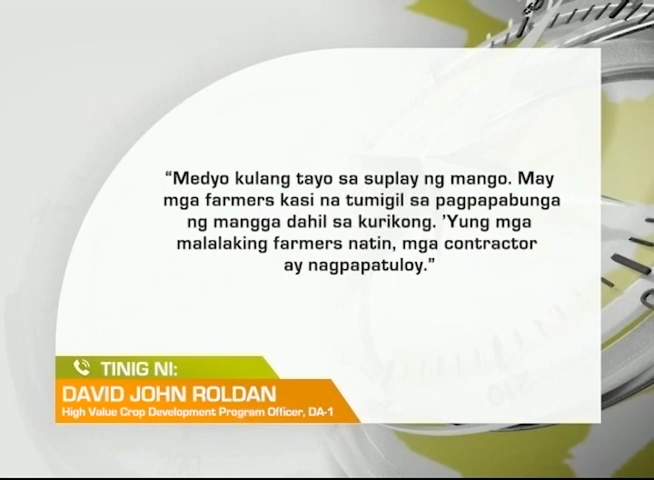 “Medyo kulang tayo sa suplay ng mango. May
mga farmers kasi na tumigil sa pagpapabunga
ng mangga dahil sa kurikong. ’Yung mga
malalaking farmers natin, mga contractor
ay nagpapatuloy.”
TINIG NI:
DAVID JOHN ROLDAN
High Value Crop Development Program Officer, DA-1